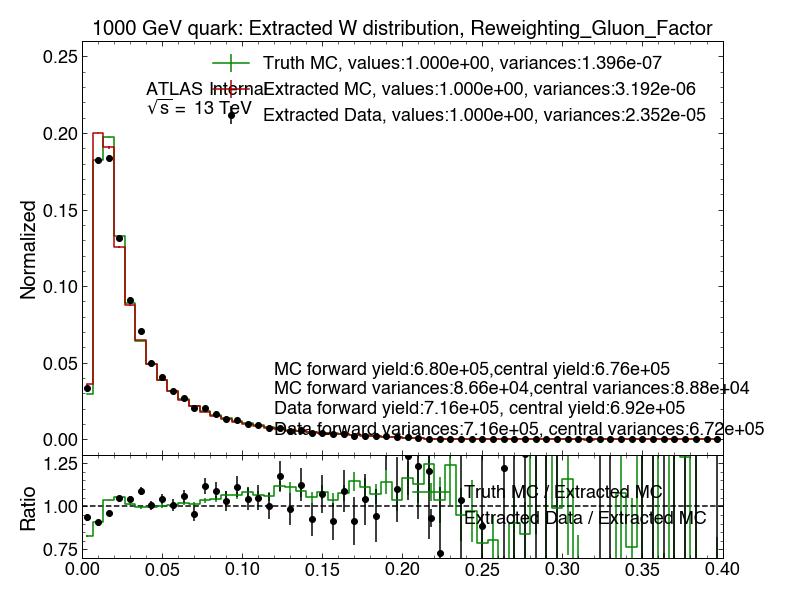 1000 GeV quark: Extracted W distribution, Reweighting_Gluon_Factor
Truth MC, values:1.000e+00, variances:1.396e-07
ATLAS Internal
Extracted MC, values:1.000e+00, variances:3.192e-06
√s = 13 TeV
Extracted Data, values:1.000e+00, variances:2.352e-05
Normalized
0.25
0.20
0.15
0.10
0.05
0.00
MC forward yield:6.80e+05,central yield:6.76e+05
MC forward variances:8.66e+04,central variances:8.88e+04
Data forward yield:7.16e+05, central yield:6.92e+05
Data forward variances:7.16e+05, central variances:6.72e+05
Ratio
1.25
1.00
0.75
Truth MC / Extracted MC
Extracted Data / Extracted MC
0.00 0.05 0.10 0.15 0.20 0.25 0.30 0.35 0.40